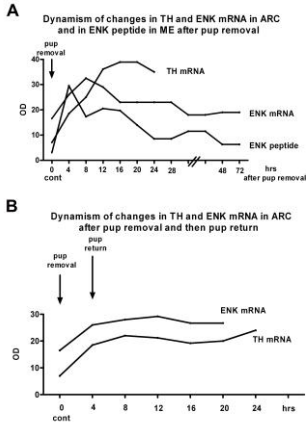 A
Dynamism of changes in TH and ENK mRNA in ARC
and in ENK peptide in ME after pup removal
pup
removal
40
30
20
10
0
OD
TH mRNA
ENK mRNA
ENK peptide
0 4 8 12 16 20 24 28 48 72 hrs
cont after pup removal
B
Dynamism of changes in TH and ENK mRNA in ARC
after pup removal and then pup return
pup
return
pup
removal
30
20
10
0
OD
ENK mRNA
TH mRNA
0 4 8 12 16 20 24 hrs
cont